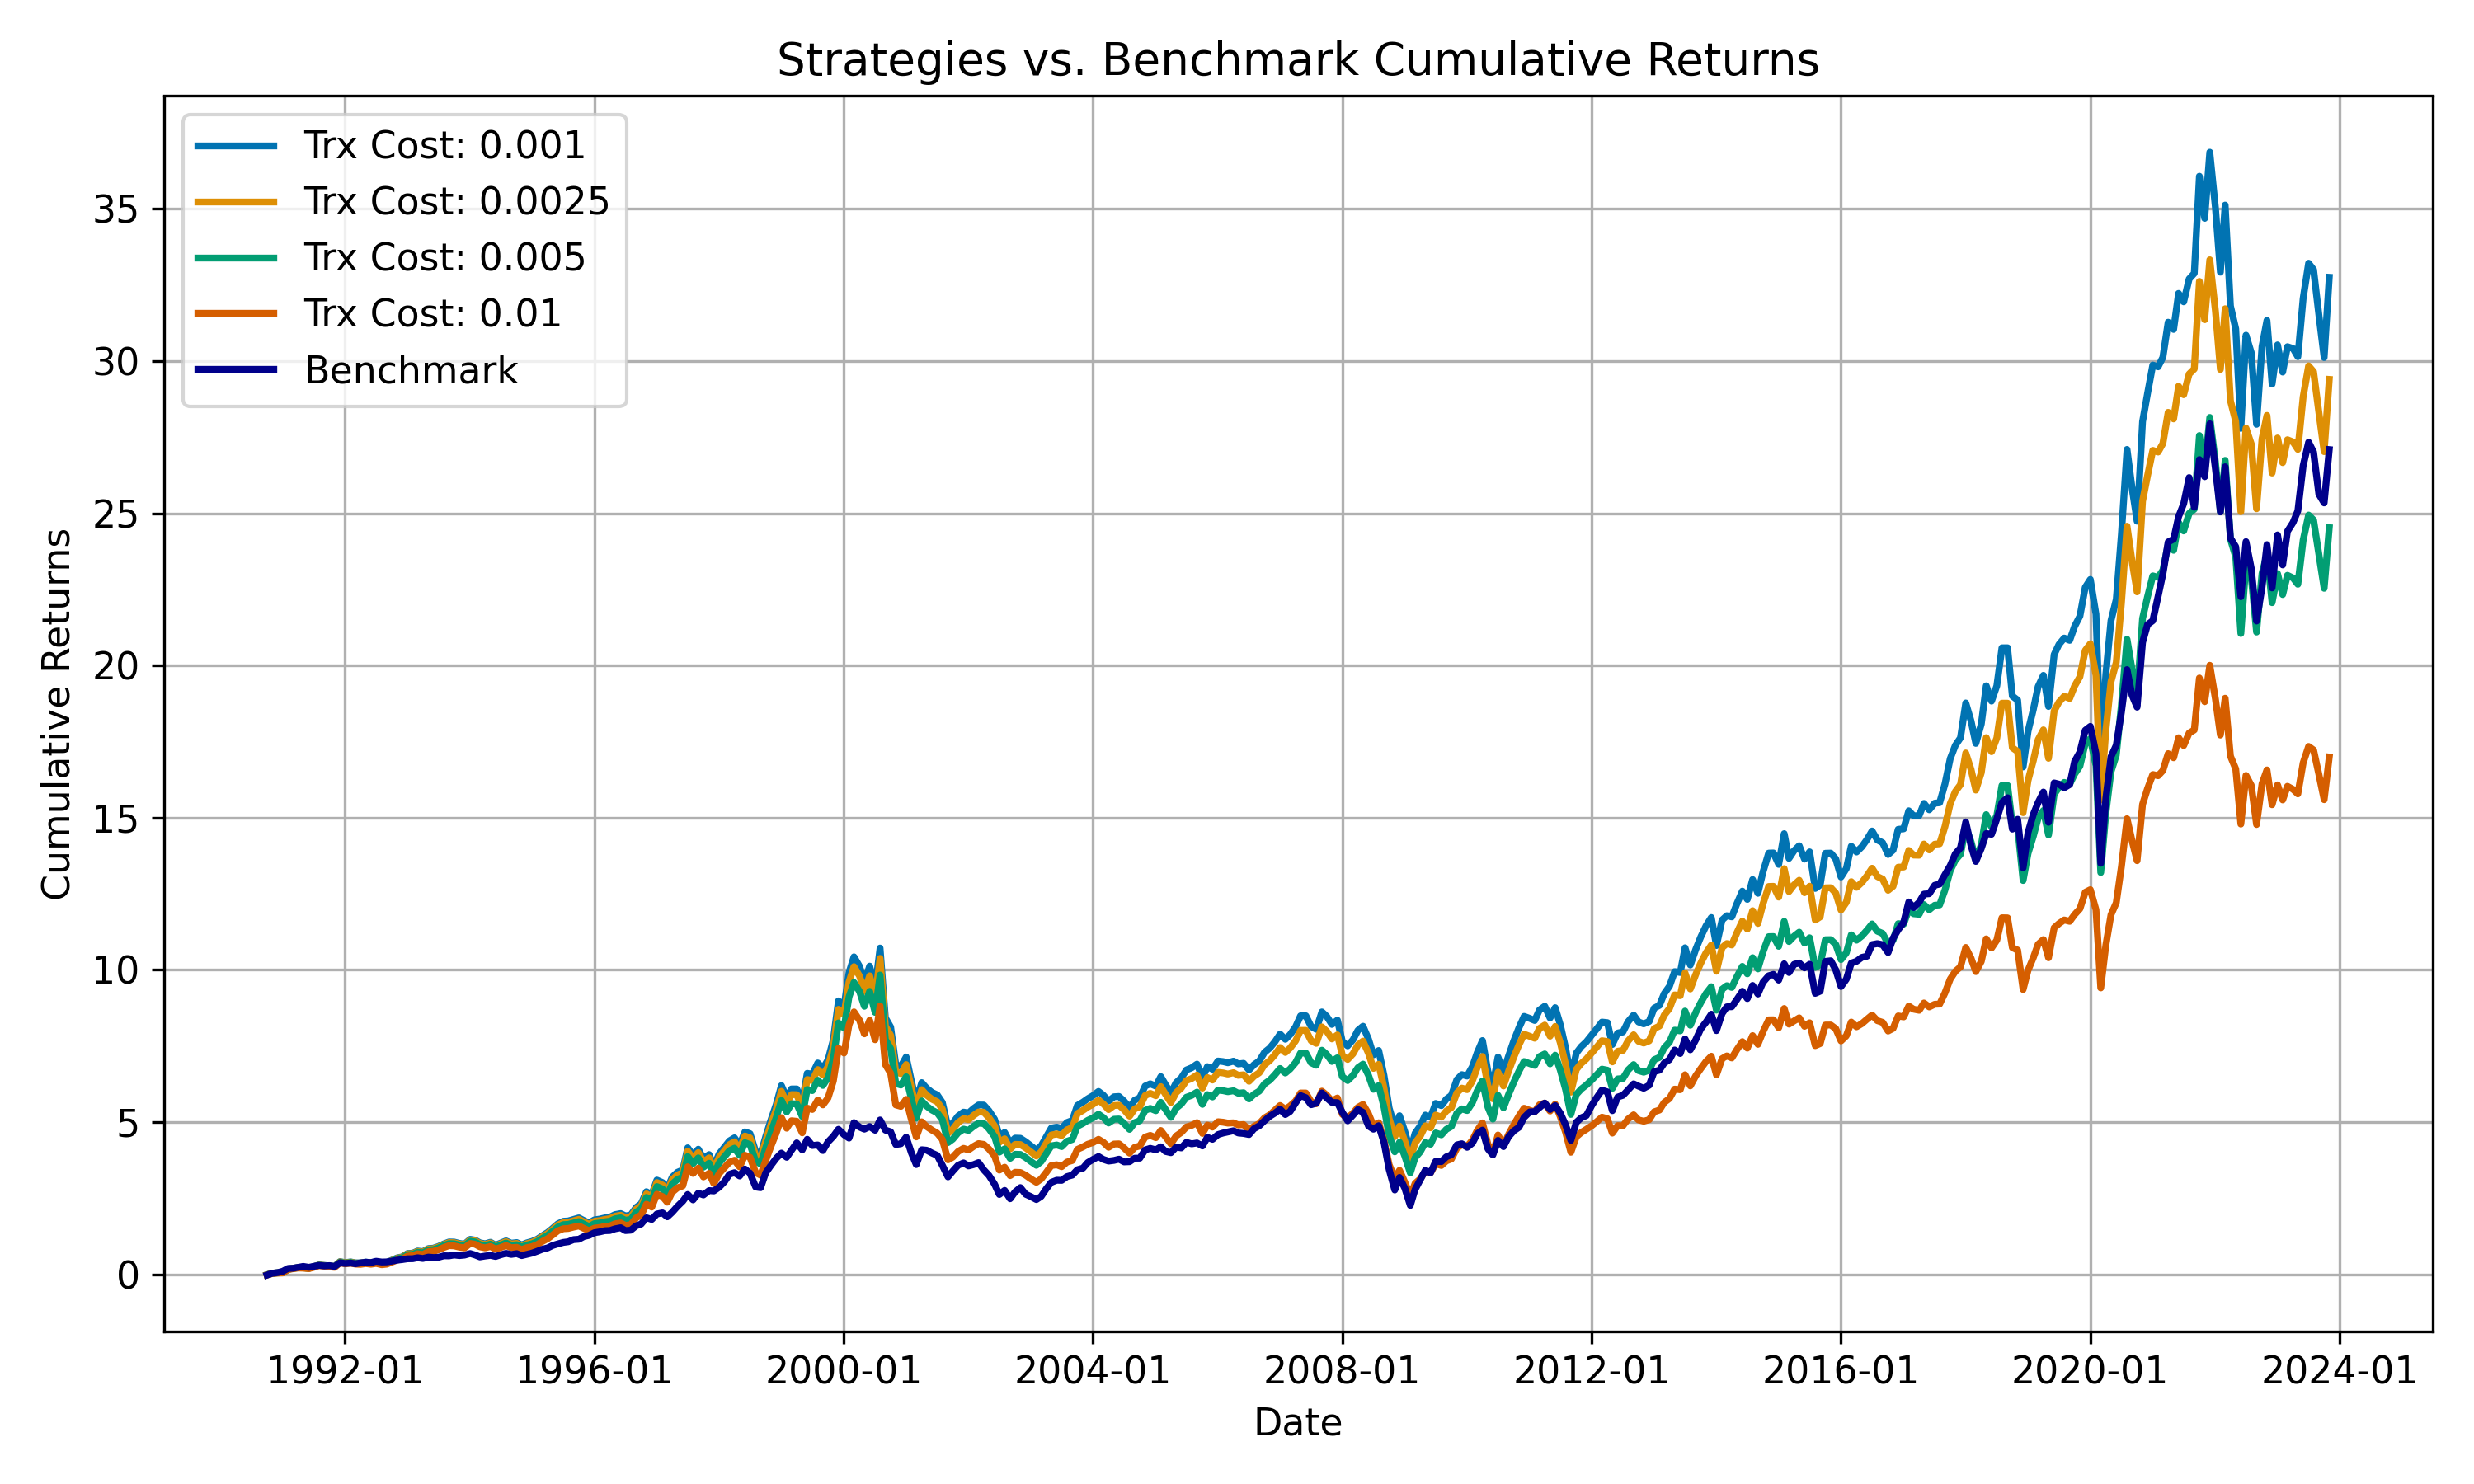 Strategies vs. Benchmark Cumulative Returns
Trx Cost: 0.001
Trx Cost: 0.0025
Trx Cost: 0.005
Trx Cost: 0.01
Benchmark
Cumulative Returns
35
30
25
20
15
10
5
0
1992-01 1996-01 2000-01 2004-01 2008-01 2012-01 2016-01 2020-01 2024-01
Date